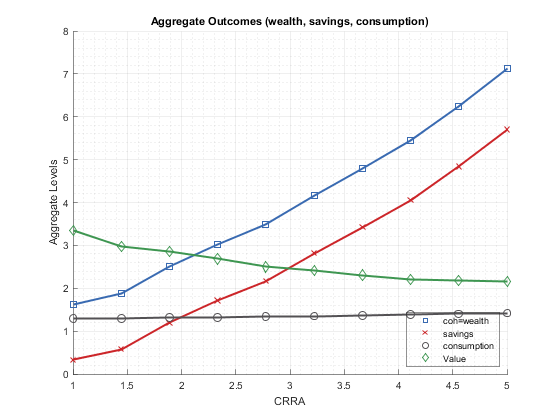 Aggregate Outcomes (wealth, savings, consumption)
8
7
6
5
4
3
2
1
0
Aggregate Levels
coh=wealth
savings
consumption
Value
1
1.5
2
2.5
3
3.5
4
4.5
5
CRRA